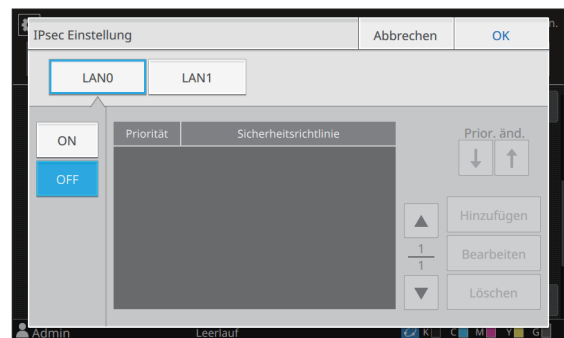 n.
IPsec Einstellung
Abbrechen
OK
LAN0
LAN1
ON
OFF
Priorität
Sicherheitsrichtlinie
Prior. änd.
Hinzufügen
1
1
Bearbeiten
Löschen
Admin
Leerlauf
K
C
M
Y
G